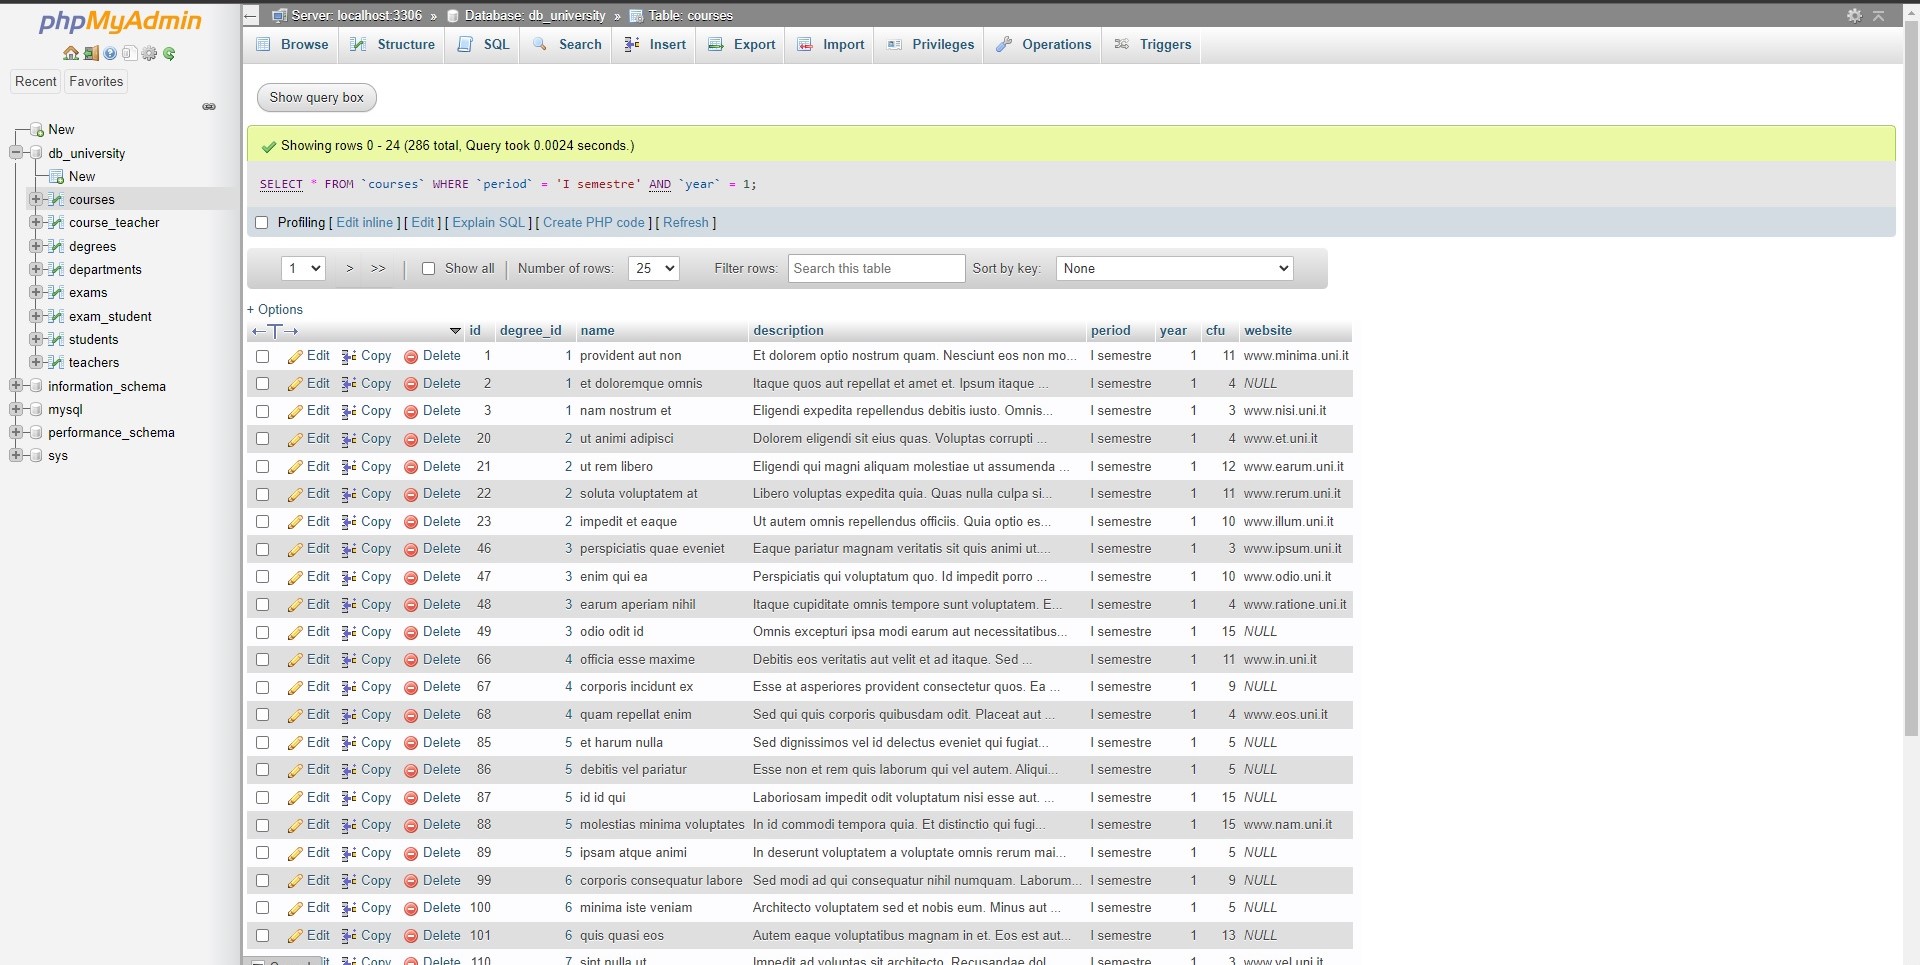 phpMyAdmin
Recent Favorites
New
db_university
New
courses
course_teacher
degrees
departments
exams
exam_student
students
teachers
information_schema
mysql
performance_schema
sys
Server: localhost:3306 » Database: db_university » Table: courses
Browse Structure SQL Search Insert Export Import Privileges Operations Triggers
Show query box
Showing rows 0 - 24 (286 total, Query took 0.0024 seconds.)
SELECT * FROM `courses` WHERE `period` = 'I semestre' AND `year` = 1;
Profiling [ Edit inline ] [ Edit ] [ Explain SQL ] [ Create PHP code ] [ Refresh ]
1 > >> | Show all | Number of rows: 25 Filter rows: Search this table Sort by key: None
+ Options
←T→ id degree_id name description period year cfu website
Edit Copy Delete 1 1 provident aut non Et dolorem optio nostrum quam. Nesciunt eos non mo... I semestre 1 11 www.minima.uni.it
Edit Copy Delete 2 1 et doloremque omnis Itaque quos aut repellat et amet et. Ipsum itaque ... I semestre 1 4 NULL
Edit Copy Delete 3 1 nam nostrum et Eligendi expedita repellendus debitis iusto. Omnis... I semestre 1 3 www.nisi.uni.it
Edit Copy Delete 20 2 ut animi adipisci Dolorem eligendi sit eius quas. Voluptas corrupti ... I semestre 1 4 www.et.uni.it
Edit Copy Delete 21 2 ut rem libero Eligendi qui magni aliquam molestiae ut assumenda ... I semestre 1 12 www.earum.uni.it
Edit Copy Delete 22 2 soluta voluptatem at Libero voluptas expedita quia. Quas nulla culpa si... I semestre 1 11 www.rerum.uni.it
Edit Copy Delete 23 2 impedit et eaque Ut autem omnis repellendus officiis. Quia optio es... I semestre 1 10 www.illum.uni.it
Edit Copy Delete 46 3 perspiciatis quae eveniet Eaque pariatur magnam veritatis sit quis animi ut.... I semestre 1 3 www.ipsum.uni.it
Edit Copy Delete 47 3 enim qui ea Perspiciatis qui voluptatum quo. Id impedit porro ... I semestre 1 10 www.odio.uni.it
Edit Copy Delete 48 3 earum aperiam nihil Itaque cupiditate omnis tempore sunt voluptatem. E... I semestre 1 4 www.ratione.uni.it
Edit Copy Delete 49 3 odio odit id Omnis excepturi ipsa modi earum aut necessitatibus... I semestre 1 15 NULL
Edit Copy Delete 66 4 officia esse maxime Debitis eos veritatis aut velit et ad itaque. Sed ... I semestre 1 11 www.in.uni.it
Edit Copy Delete 67 4 corporis incidunt ex Esse at asperiores provident consectetur quos. Ea ... I semestre 1 9 NULL
Edit Copy Delete 68 4 quam repellat enim Sed qui quis corporis quibusdam odit. Placeat aut ... I semestre 1 4 www.eos.uni.it
Edit Copy Delete 85 5 et harum nulla Sed dignissimos vel id delectus eveniet qui fugiat... I semestre 1 5 NULL
Edit Copy Delete 86 5 debitis vel pariatur Esse non et rem quis laborum qui vel autem. Aliqui... I semestre 1 5 NULL
Edit Copy Delete 87 5 id id qui Laboriosam impedit odit voluptatum nisi esse aut. ... I semestre 1 15 NULL
Edit Copy Delete 88 5 molestias minima voluptates In id commodi tempora quia. Et distinctio qui fugi... I semestre 1 15 www.nam.uni.it
Edit Copy Delete 89 5 ipsam atque animi In deserunt voluptatem a voluptate omnis rerum mai... I semestre 1 5 NULL
Edit Copy Delete 99 6 corporis consequatur labore Sed modi ad qui consequatur nihil numquam. Laborum... I semestre 1 9 NULL
Edit Copy Delete 100 6 minima iste veniam Architecto voluptatem sed et nobis eum. Minus aut ... I semestre 1 5 NULL
Edit Copy Delete 101 6 quis quasi eos Autem eaque voluptatibus magnam in et. Eos est aut... I semestre 1 13 NULL
Copy Delete 110 7 sint nulla ut Impedit ad voluptas sit architecto. Recusandae dol... I semestre 1 3 www.vel.uni.it